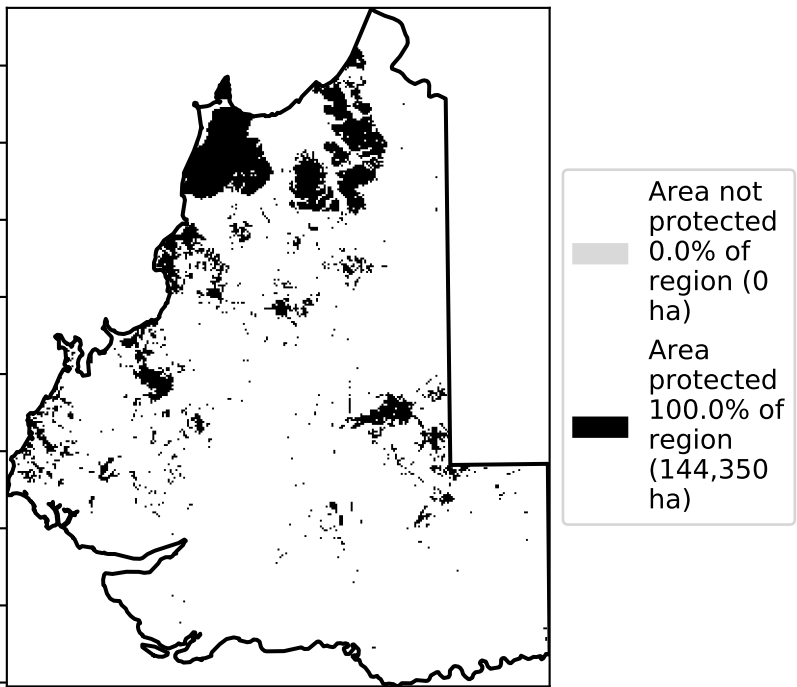 Area not
protected
0.0% of
region (0
ha)
Area
protected
100.0% of
region
(144,350
ha)